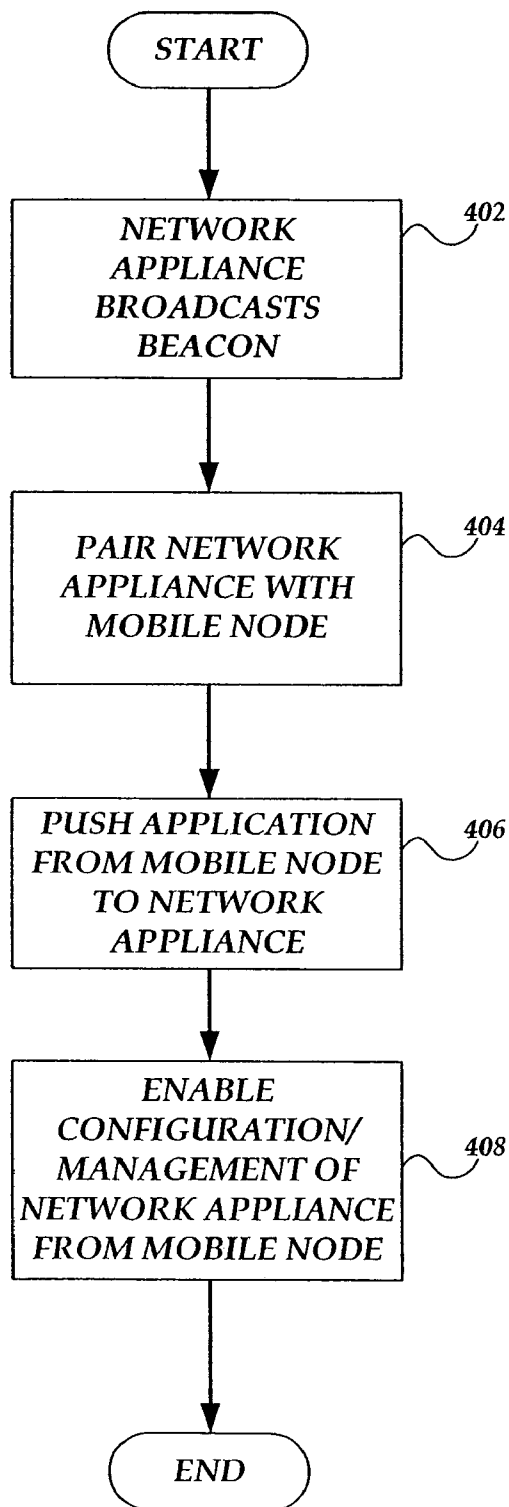 START
402
NETWORK
APPLIANCE
BROADCASTS
BEACON
404
PAIR NETWORK
APPLIANCE WITH
MOBILE NODE
406
PUSH APPLICATION
FROM MOBILE NODE
TO NETWORK
APPLIANCE
408
ENABLE
CONFIGURATION/
MANAGEMENT OF
NETWORK APPLIANCE
FROM MOBILE NODE
END